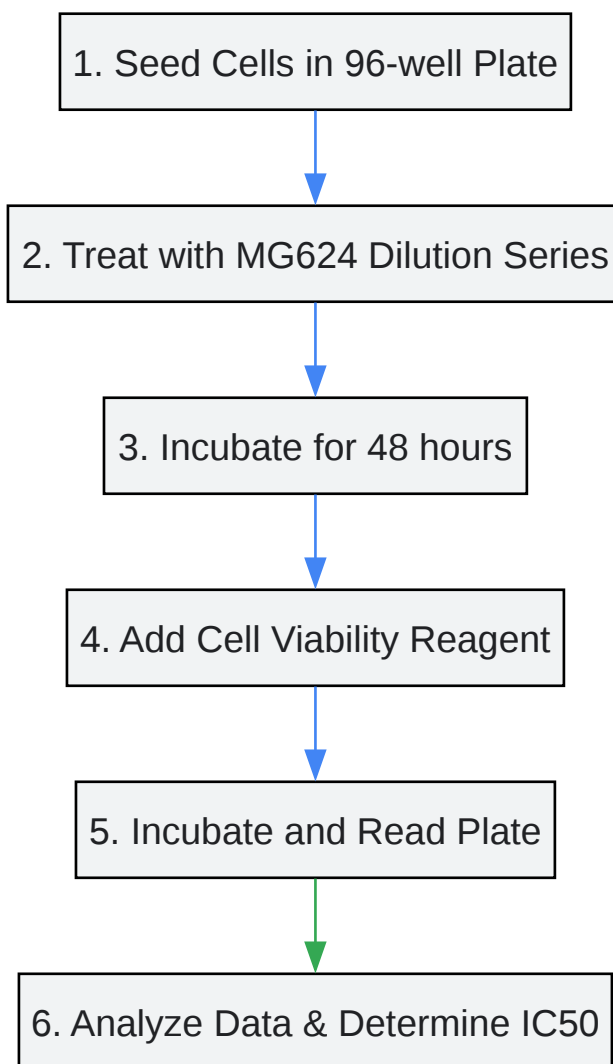 1. Seed Cells in 96-well Plate
2. Treat with MG624 Dilution Series
3. Incubate for 48 hours
4. Add Cell Viability Reagent
5. Incubate and Read Plate
6. Analyze Data & Determine IC50